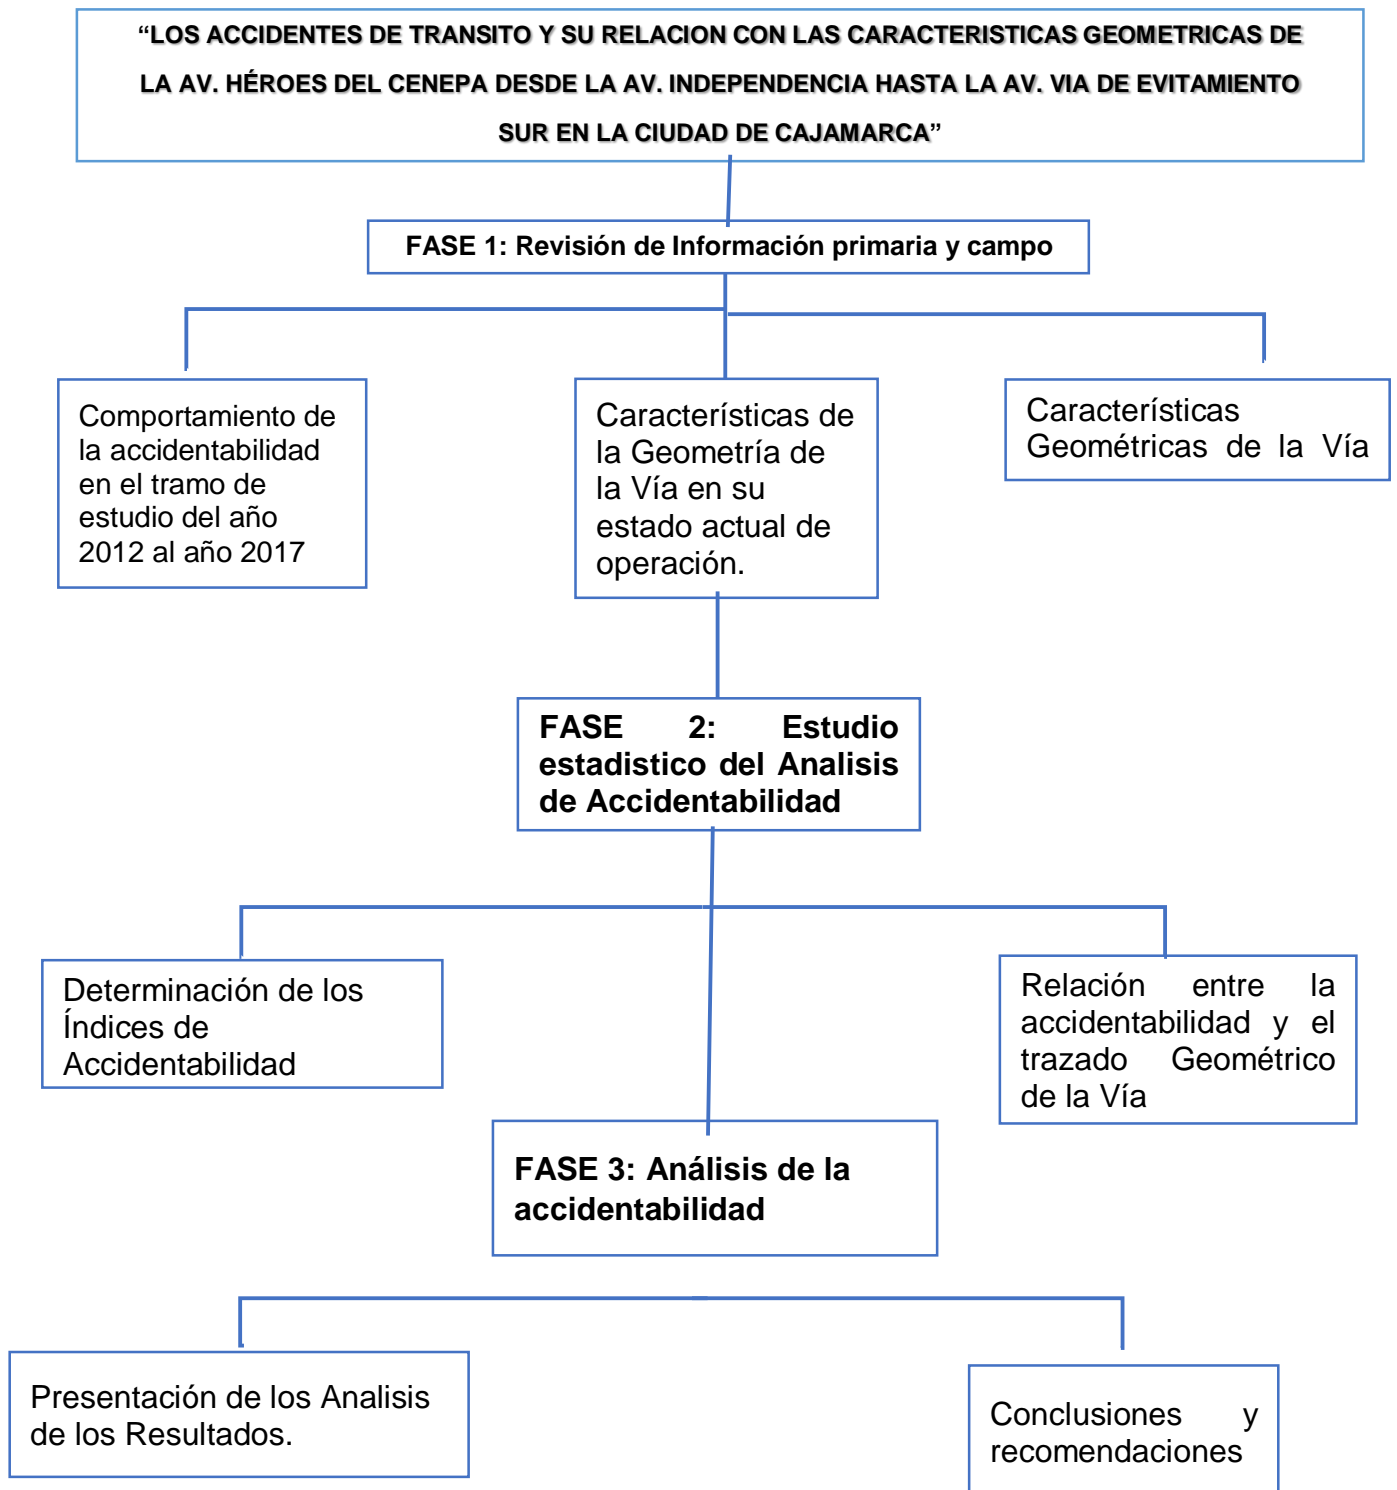 “LOS ACCIDENTES DE TRANSITO Y SU RELACION CON LAS CARACTERISTICAS GEOMETRICAS DE
LA AV. HÉROES DEL CENEPA DESDE LA AV. INDEPENDENCIA HASTA LA AV. VIA DE EVITAMIENTO
SUR EN LA CIUDAD DE CAJAMARCA”
FASE 1: Revisión de Información primaria y campo
Comportamiento de
la accidentabilidad
en el tramo de
estudio del año
2012 al año 2017
Características de
la Geometría de
la Vía en su
estado actual de
operación.
Características
Geométricas de la Vía
FASE 2: Estudio
estadistico del Analisis
de Accidentabilidad
Determinación de los
Índices de
Accidentabilidad
Relación entre la
accidentabilidad y el
trazado Geométrico
de la Vía
FASE 3: Análisis de la
accidentabilidad
Presentación de los Analisis
de los Resultados.
Conclusiones y
recomendaciones